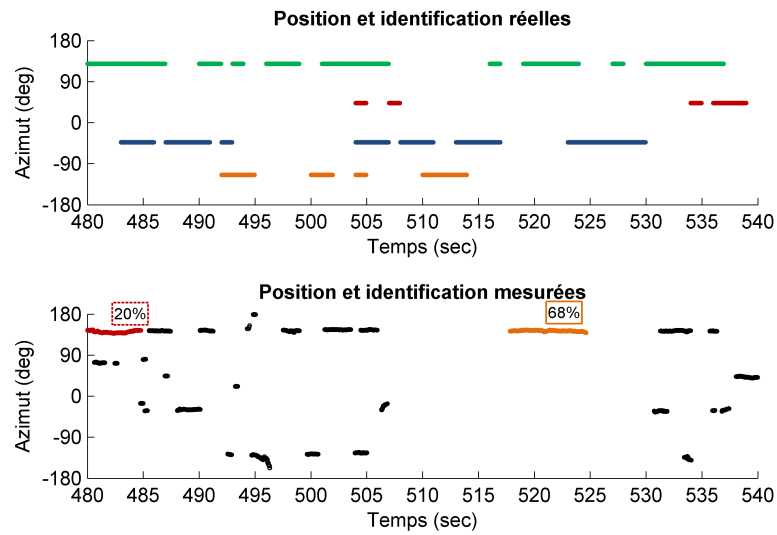 Position et identification réelles
180
90
0
-90
-180
Azimut (deg)
480 485 490 495 500 505 510 515 520 525 530 535 540
Temps (sec)
Position et identification mesurées
20%
68%
180
90
0
-90
-180
Azimut (deg)
480 485 490 495 500 505 510 515 520 525 530 535 540
Temps (sec)